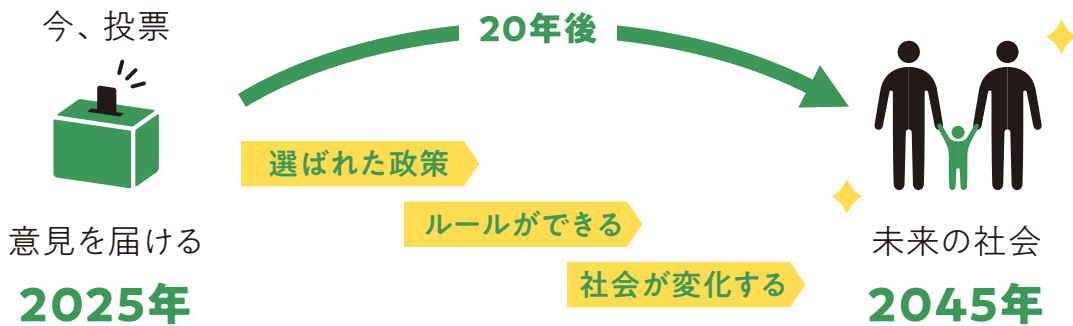 今、投票
意見を届ける
2025年
20年後
選ばれた政策
ルールができる
社会が変化する
未来の社会
2045年